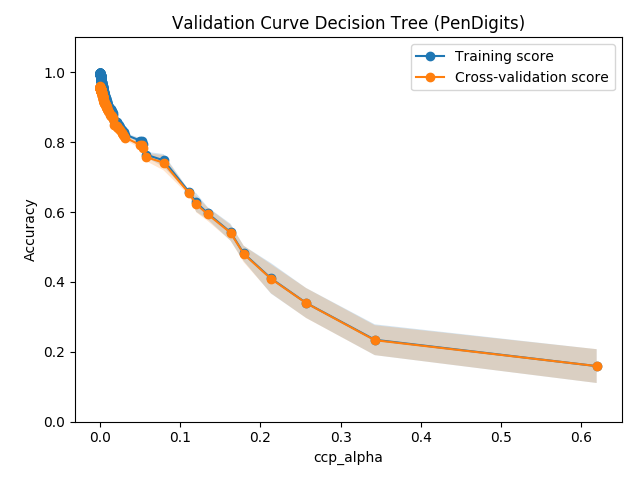 Validation Curve Decision Tree (PenDigits)
Training score
Cross-validation score
Accuracy
1.0
0.8
0.6
0.4
0.2
0.0
0.0 0.1 0.2 0.3 0.4 0.5 0.6
ccp_alpha